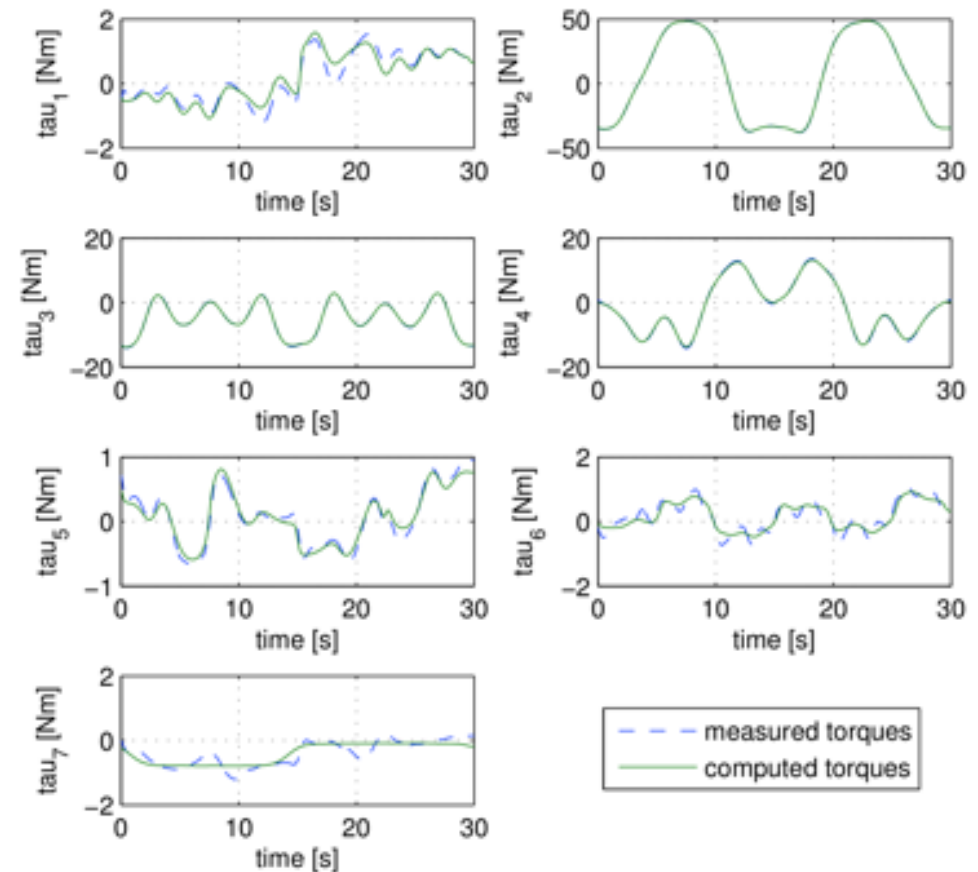 2
0
−2
tau1 [Nm]
0 10 20 30
time [s]
50
0
−50
tau2 [Nm]
0 10 20 30
time [s]
20
0
−20
tau3 [Nm]
0 10 20 30
time [s]
20
0
−20
tau4 [Nm]
0 10 20 30
time [s]
1
0
−1
tau5 [Nm]
0 10 20 30
time [s]
2
0
−2
tau6 [Nm]
0 10 20 30
time [s]
2
0
−2
tau7 [Nm]
0 10 20 30
time [s]
measured torques
computed torques